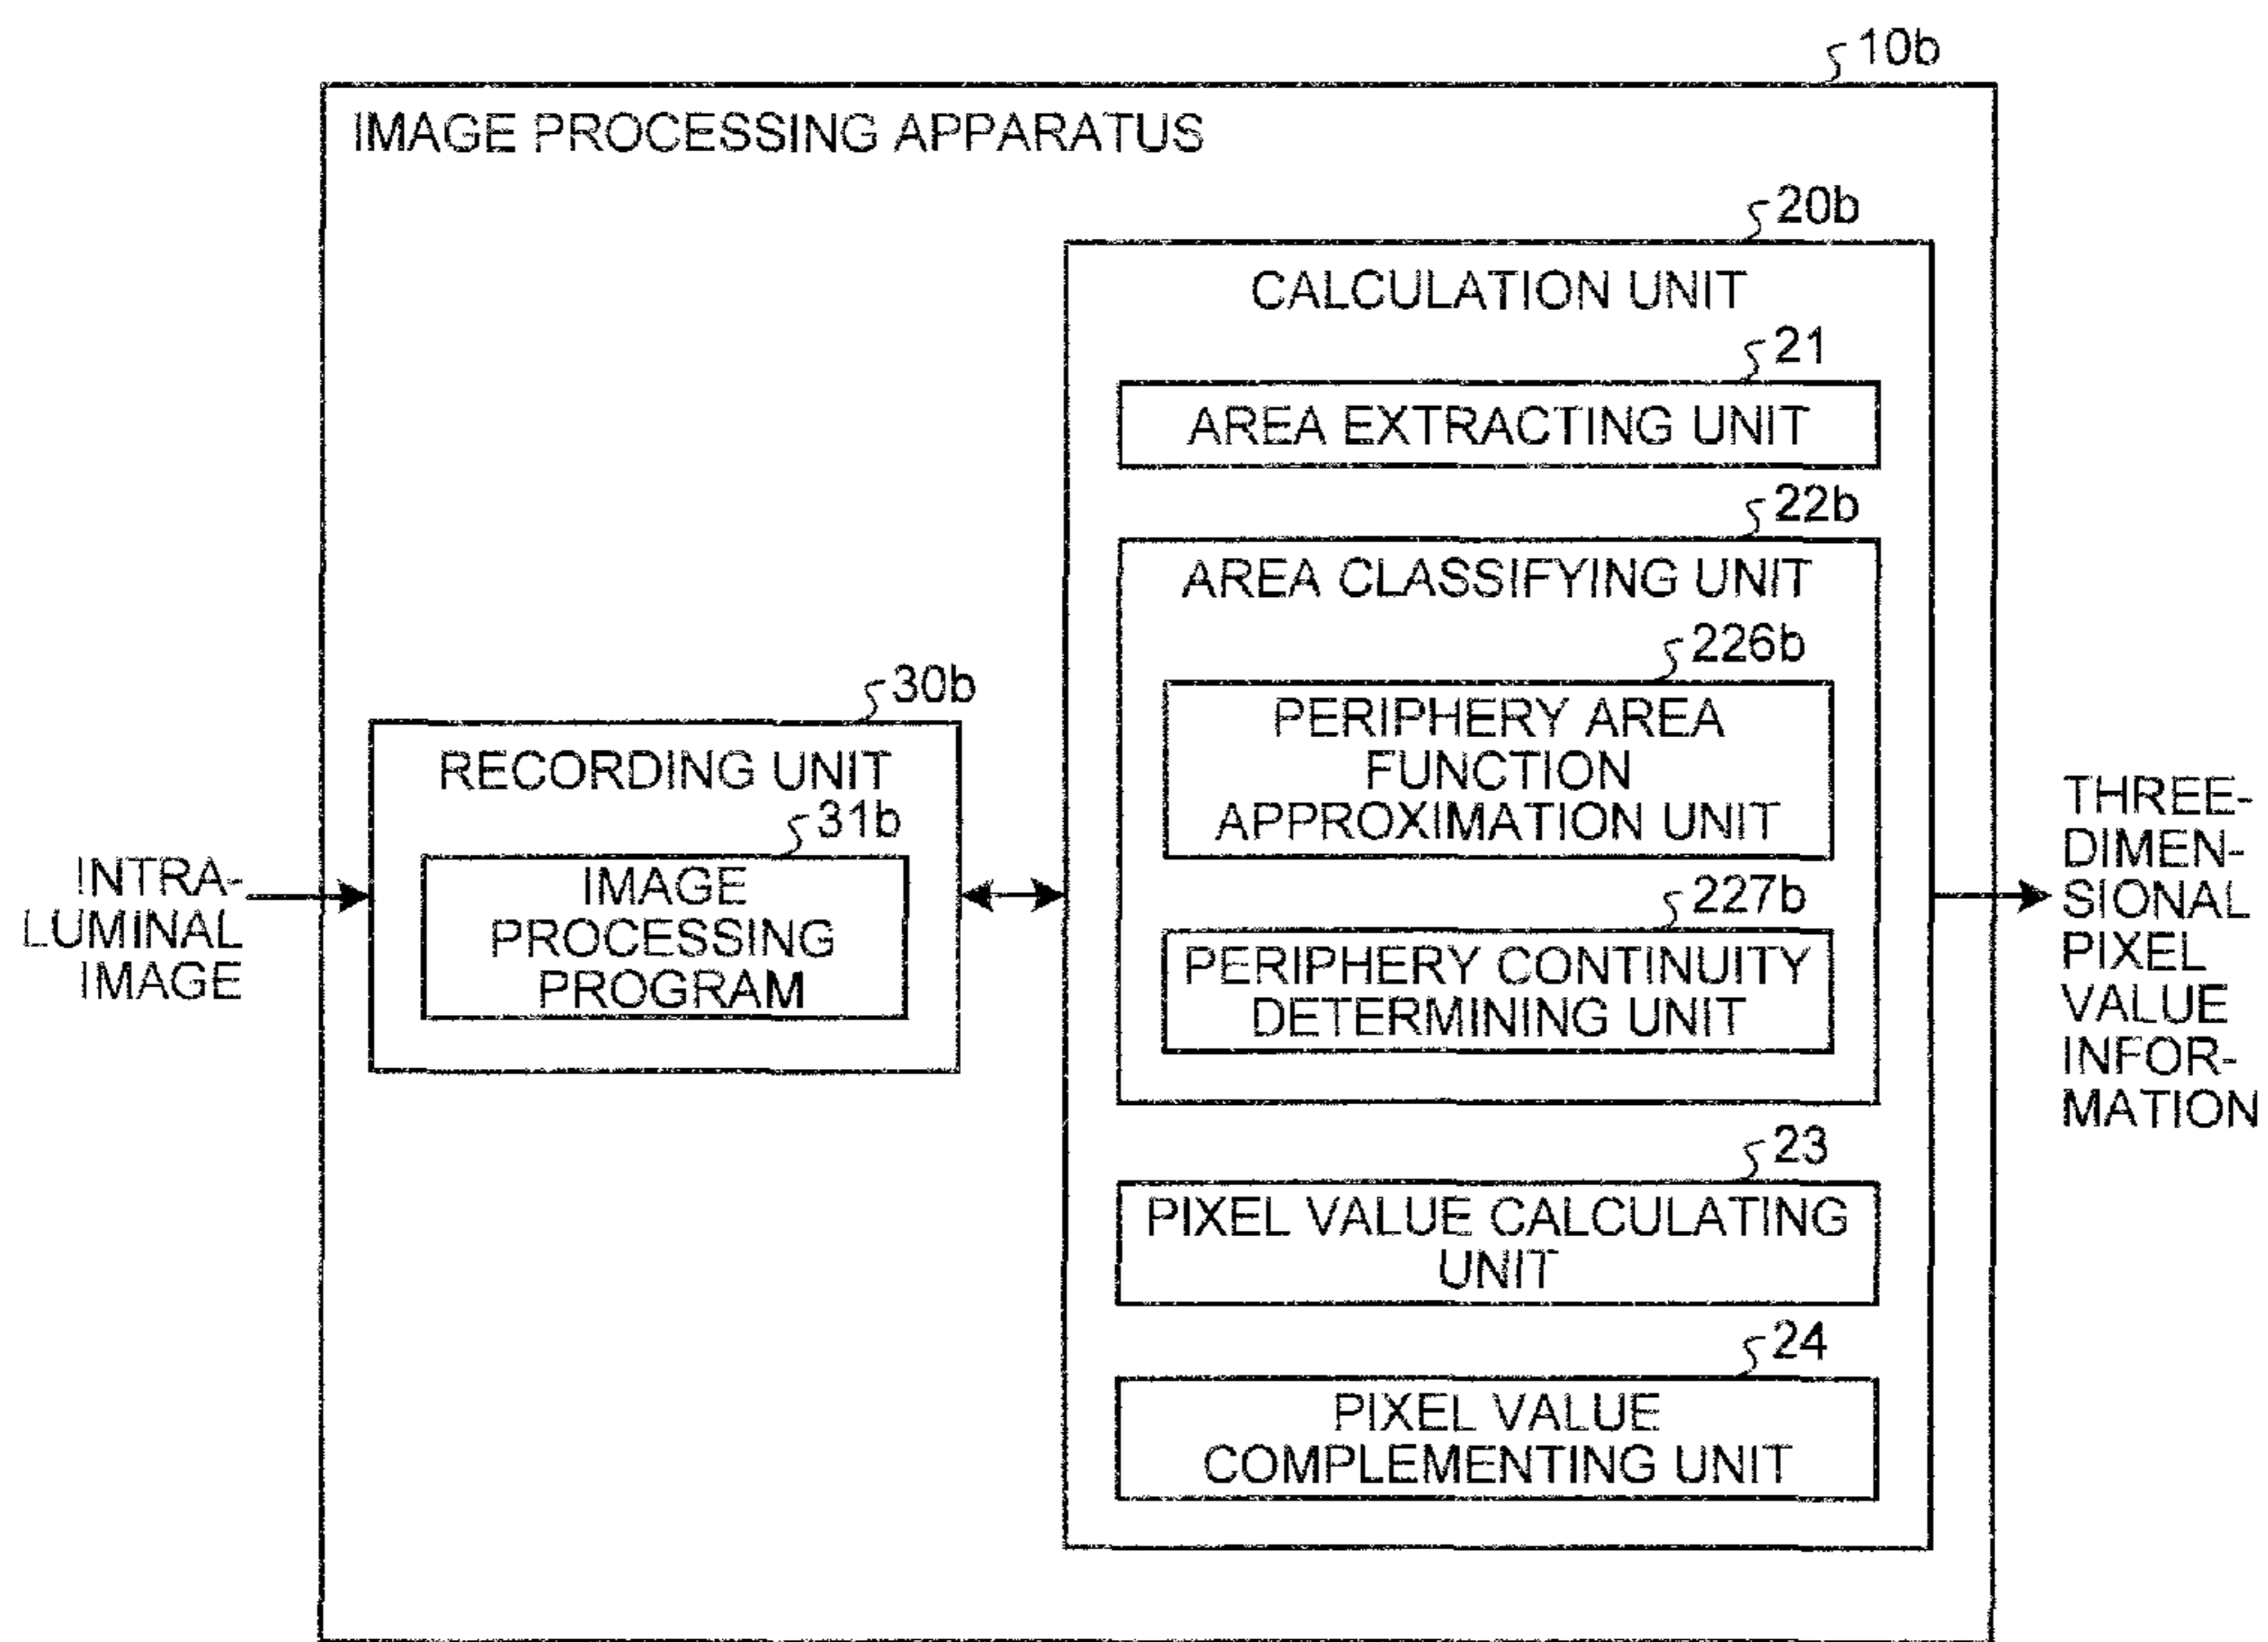 10b
IMAGE PROCESSING APPARATUS
20b
CALCULATION UNIT
21
AREA EXTRACTING UNIT
22b
AREA CLASSIFYING UNIT
226b
PERIPHERY AREA
FUNCTION
APPROXIMATION UNIT
227b
PERIPHERY CONTINUITY
DETERMINING UNIT
23
PIXEL VALUE CALCULATING
UNIT
24
PIXEL VALUE
COMPLEMENTING UNIT
30b
RECORDING UNIT
31b
IMAGE
PROCESSING
PROGRAM
INTRA-
LUMINAL
IMAGE
THREE-
DIMEN-
SIONAL
PIXEL
VALUE
INFOR-
MATION